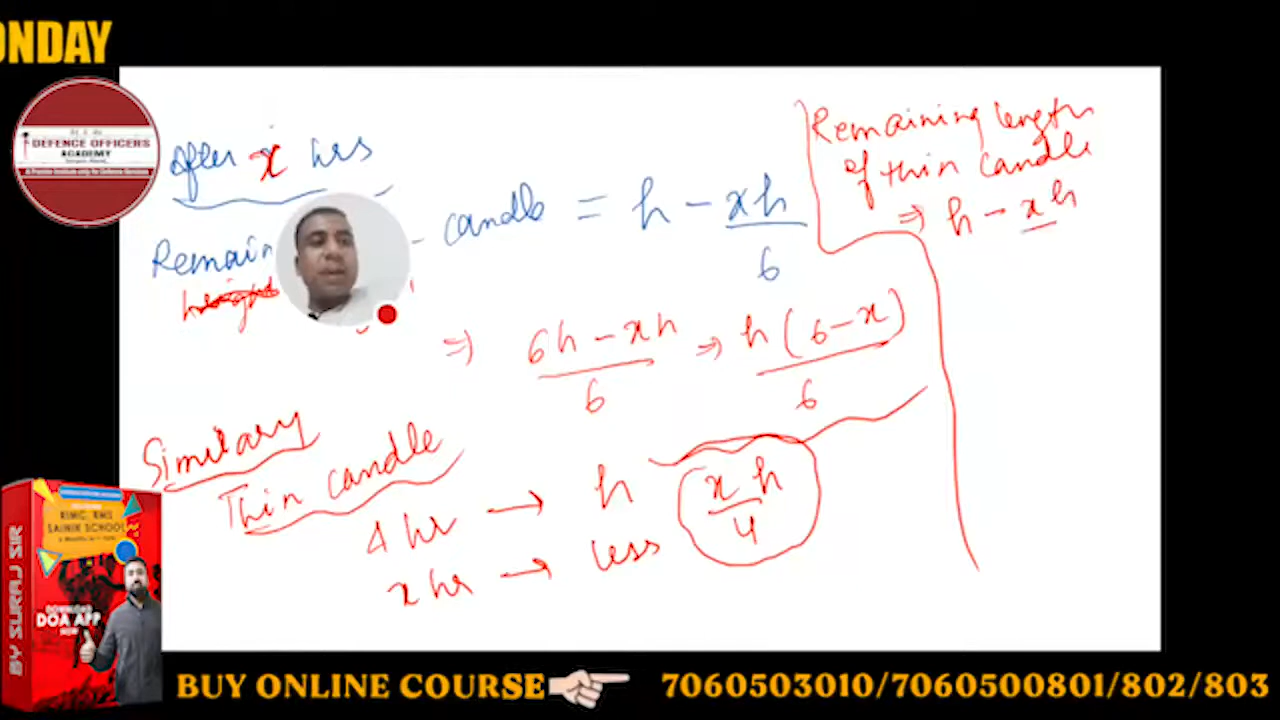 ONDAY
DEFENCE OFFICERS
ACADEMY
After x hrs
Remain candle = h - xh/6
⇒ 6h - xh/6 ⇒ h(6-x)/6
Similary
Thin candle
4 hr → h
x hr → less xh/4
Remaining length
of thin candle
⇒ h - xh
RIMC, RMS
SAINIK SCHOOL
DOWNLOAD
DOA APP
NOW
BY SURAJ SIR
BUY ONLINE COURSE 7060503010/7060500801/802/803